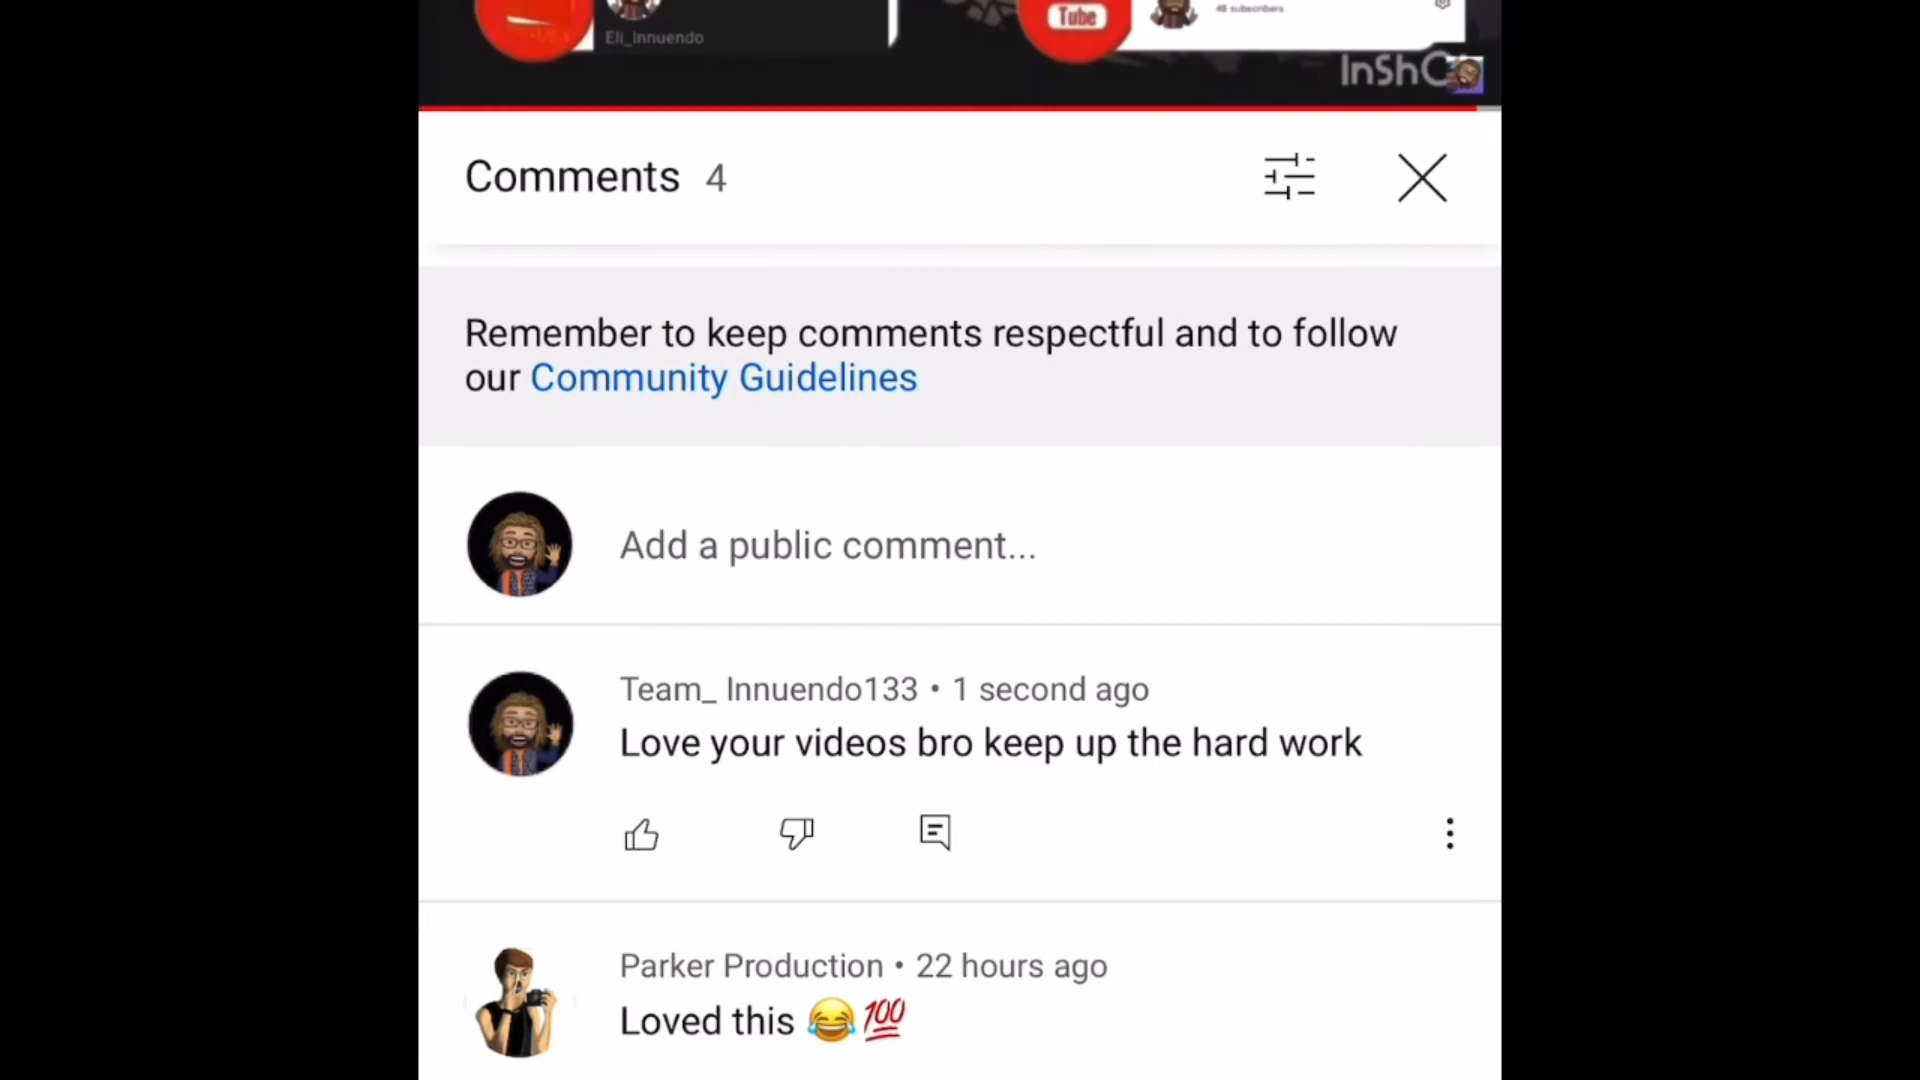 Eli_Innuendo
Tube
48 subscribers
InSh
Comments 4
Remember to keep comments respectful and to follow
our Community Guidelines
Add a public comment...
Team_ Innuendo133 • 1 second ago
Love your videos bro keep up the hard work
Parker Production • 22 hours ago
Loved this 😂💯